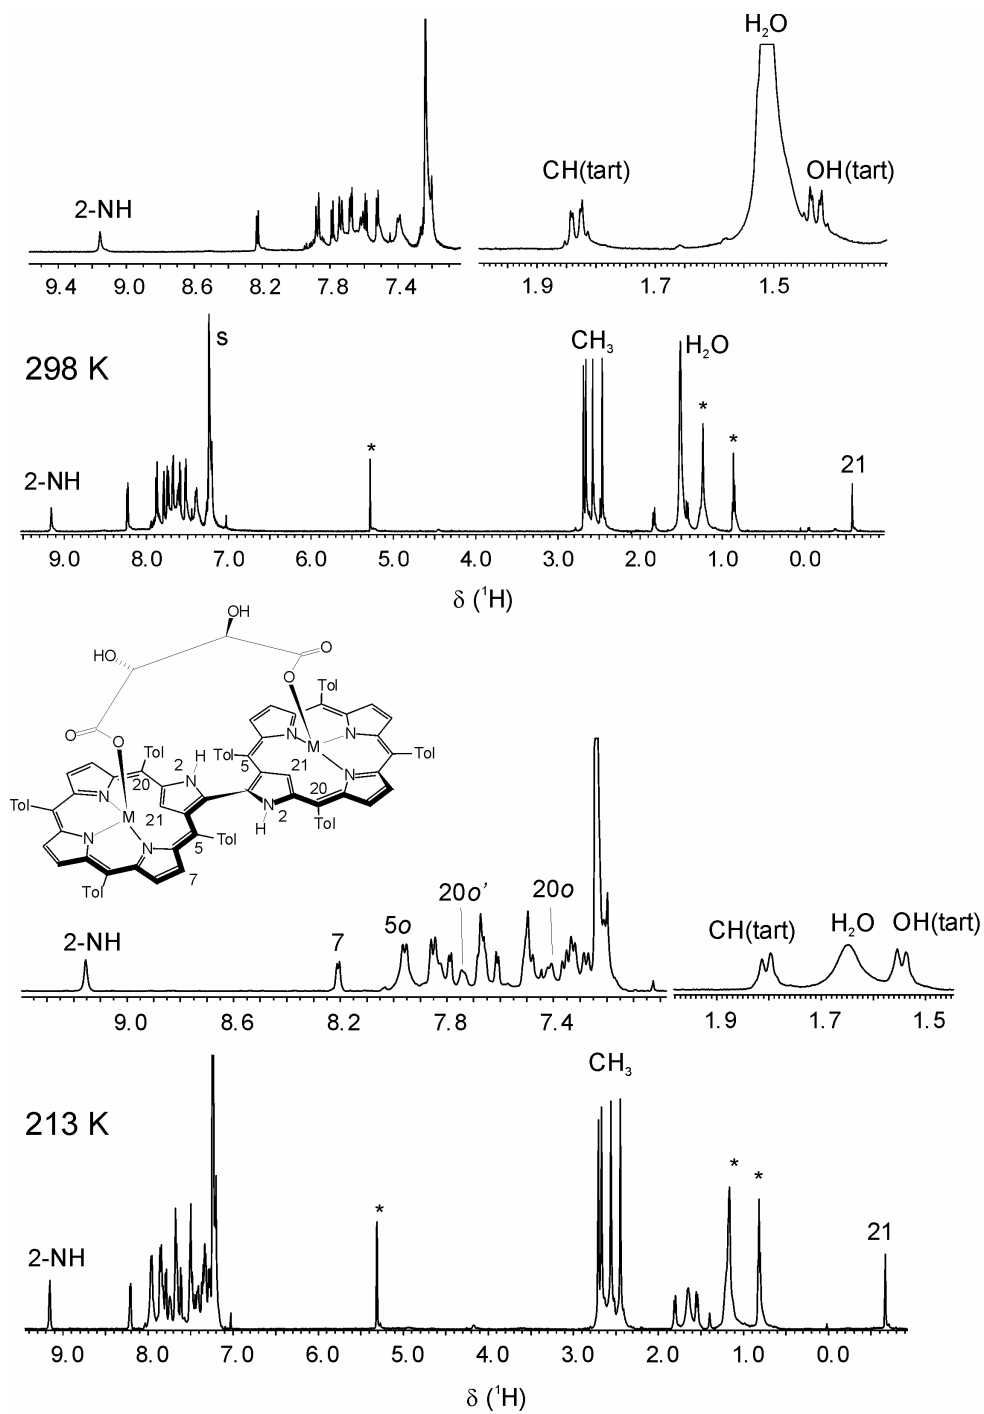 H₂O
CH(tart)
OH(tart)
2-NH
9.4 9.0 8.6 8.2 7.8 7.4
1.9 1.7 1.5
298 K
s
CH₃
H₂O
*
*
*
2-NH
21
9.0 8.0 7.0 6.0 5.0 4.0 3.0 2.0 1.0 0.0
δ (¹H)
OH
HO
O
O
Tol
O
O
Tol
H
N
2
20
N
M
N
N
Tol
5
21
Tol
20
Tol
N
H
2
Tol
N
M
21
N
N
5
Tol
7
Tol
2-NH
7
5o
20o'
20o
CH(tart)
H₂O
OH(tart)
9.0 8.6 8.2 7.8 7.4
1.9 1.7 1.5
213 K
CH₃
*
*
*
2-NH
21
9.0 8.0 7.0 6.0 5.0 4.0 3.0 2.0 1.0 0.0
δ (¹H)